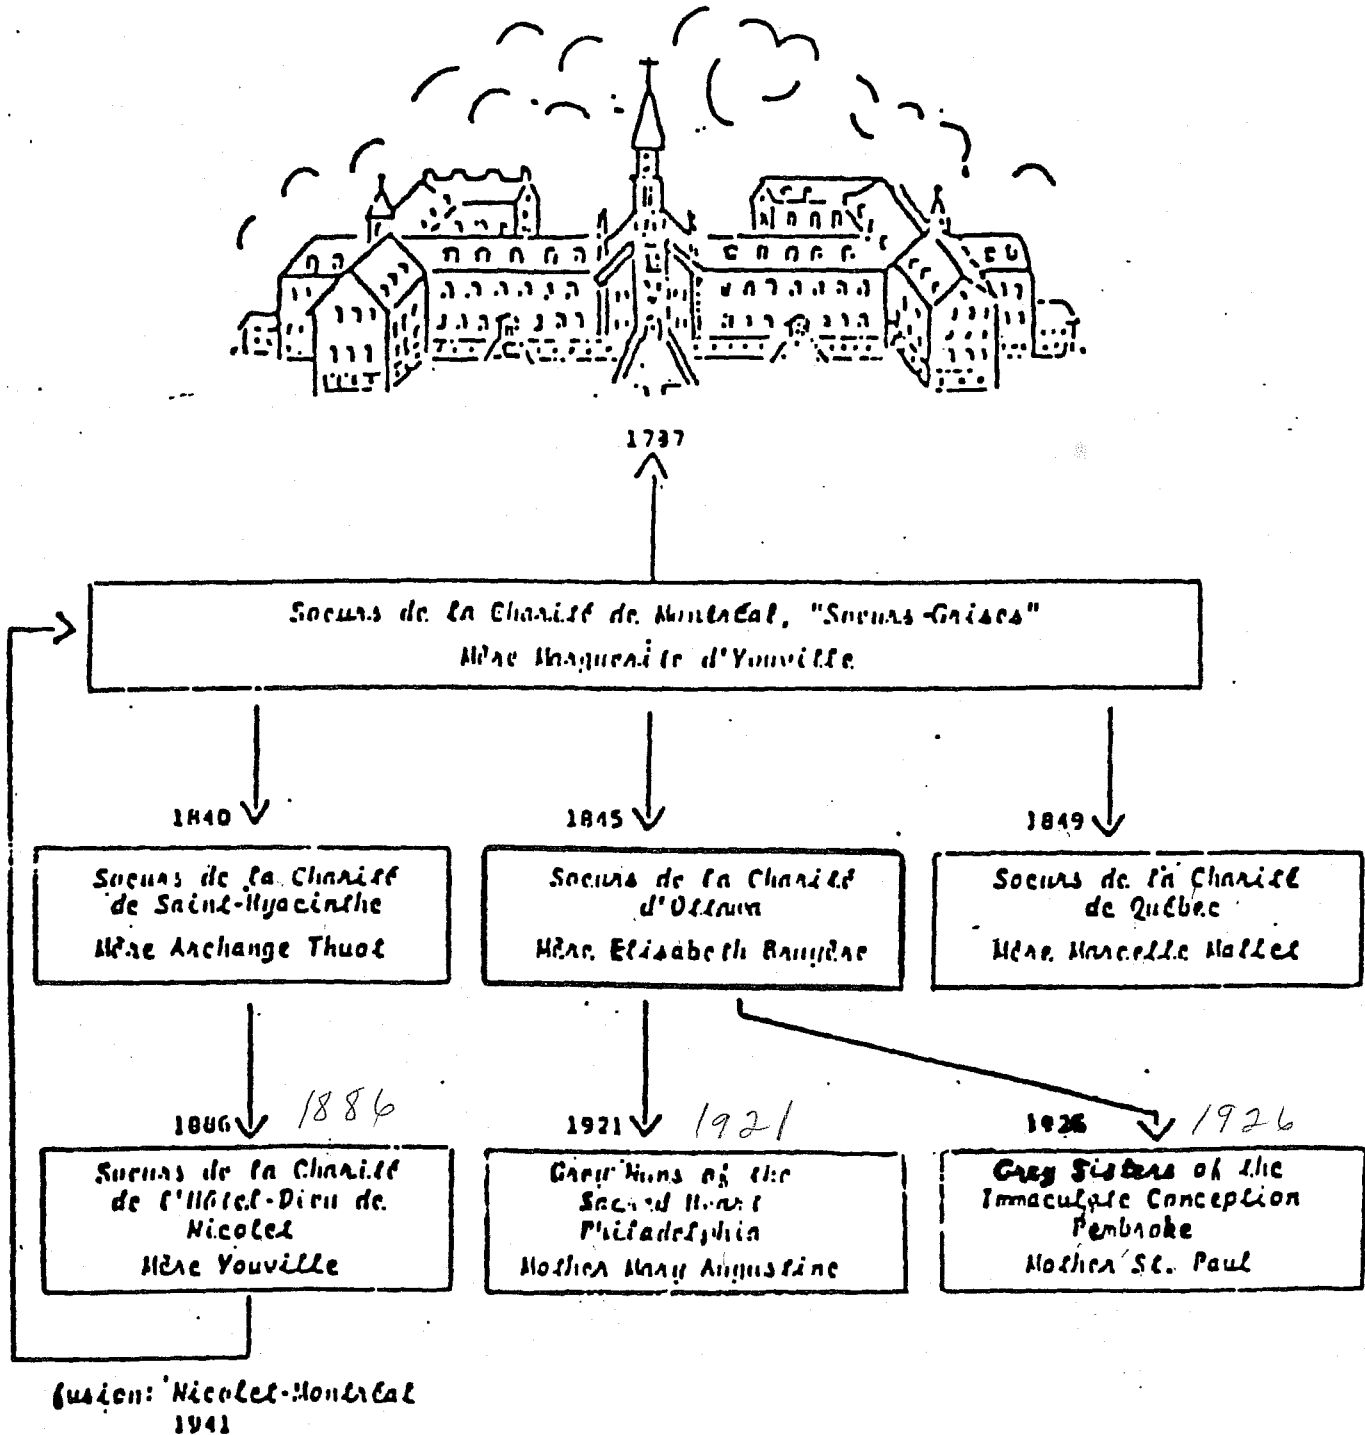 1737
Soeurs de la Charité de Montréal, "Soeurs-Grises"
Mère Marguerite d'Youville
1840
1845
1849
Soeurs de la Charité
de Saint-Hyacinthe
Mère Archange Thuot
Soeurs de la Charité
d'Ottawa
Mère Elisabeth Bruyère
Soeurs de la Charité
de Québec
Mère Marcelle Mallet
1886 1886
1921 1921
1926 1926
Soeurs de la Charité
de l'Hôtel-Dieu de
Nicolet
Mère Youville
Grey Nuns of the
Sacred Heart
Philadelphia
Mother Mary Augustine
Grey Sisters of the
Immaculate Conception
Pembroke
Mother St. Paul
fusion: Nicolet-Montréal
1941